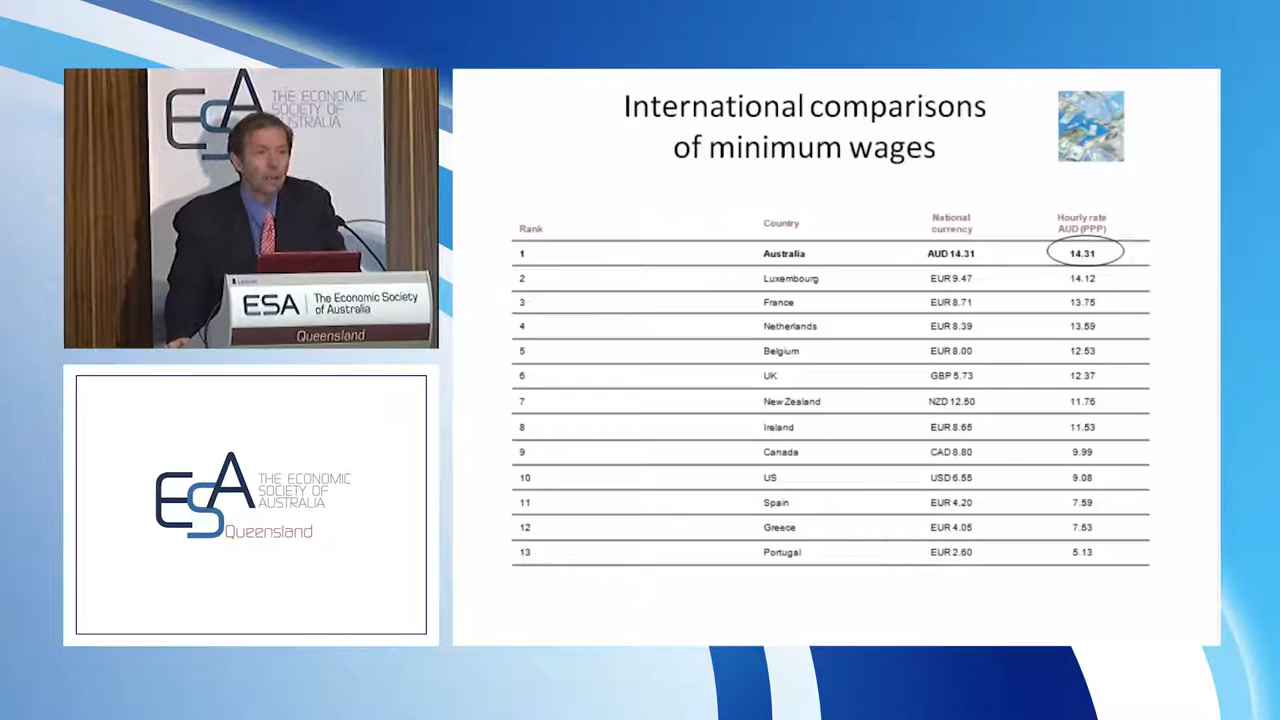 ESA
THE ECONOMIC
SOCIETY OF
AUSTRALIA
ESA
The Economic Society
of Australia
Queensland
ESA
THE ECONOMIC
SOCIETY OF
AUSTRALIA
Queensland
International comparisons
of minimum wages
Rank Country National currency Hourly rate AUD (PPP)
1 Australia AUD 14.31 14.31
2 Luxembourg EUR 9.47 14.12
3 France EUR 8.71 13.75
4 Netherlands EUR 8.39 13.59
5 Belgium EUR 8.00 12.53
6 UK GBP 5.73 12.37
7 New Zealand NZD 12.50 11.76
8 Ireland EUR 8.65 11.53
9 Canada CAD 8.80 9.99
10 US USD 6.55 9.08
11 Spain EUR 4.20 7.59
12 Greece EUR 4.05 7.53
13 Portugal EUR 2.60 5.13